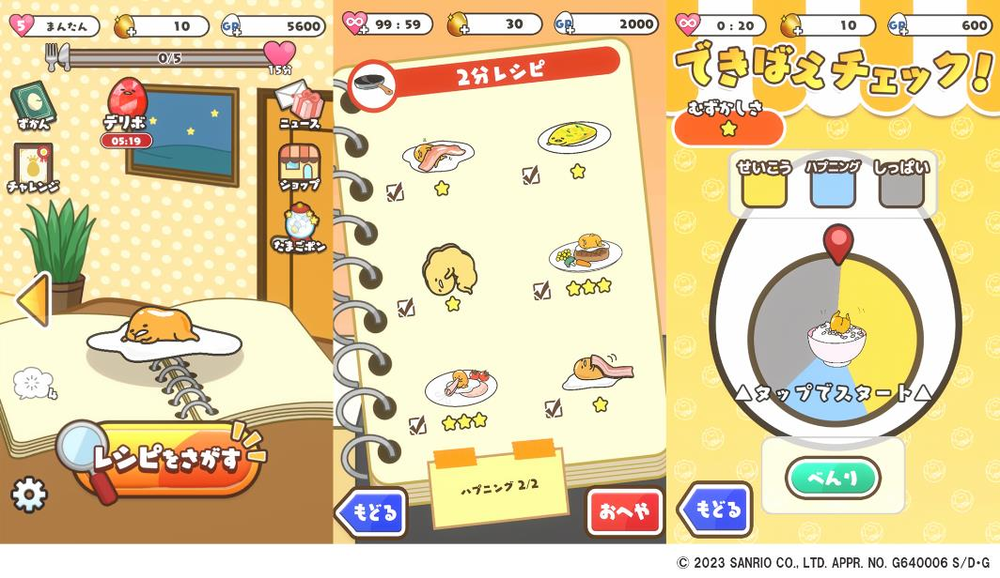 5 まんたん
10
GP 5600
0/5
15分
ずかん
デリボ
05:19
ニュース
チャレンジ
ショップ
たまごポン
4
レシピをさがす
99:59
30
GP 2000
2分レシピ
ハプニング 2/2
もどる
おへや
0:20
10
GP 600
できばえチェック!
むずかしさ
せいこう
ハプニング
しっぱい
△タップでスタート△
べんり
もどる
© 2023 SANRIO CO., LTD. APPR. NO. G640006 S/D・G